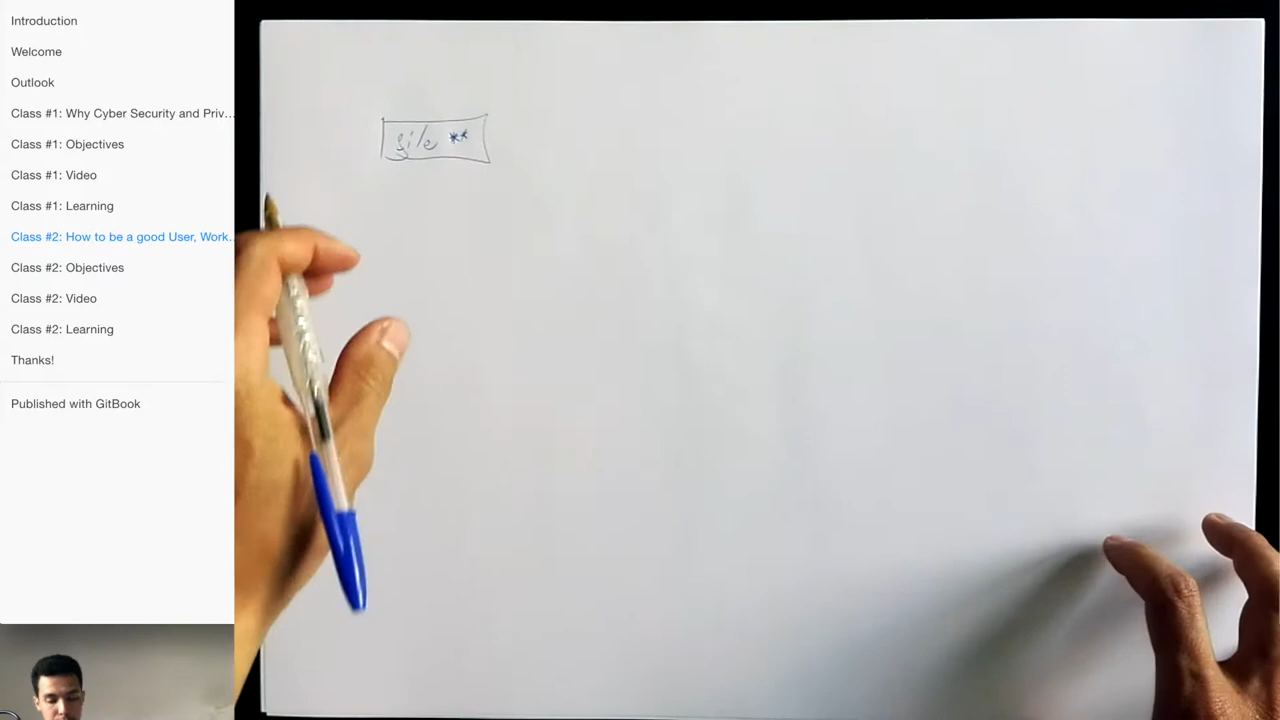 Introduction
Welcome
Outlook
Class #1: Why Cyber Security and Priv...
Class #1: Objectives
Class #1: Video
Class #1: Learning
Class #2: How to be a good User, Work...
Class #2: Objectives
Class #2: Video
Class #2: Learning
Thanks!
Published with GitBook
file **